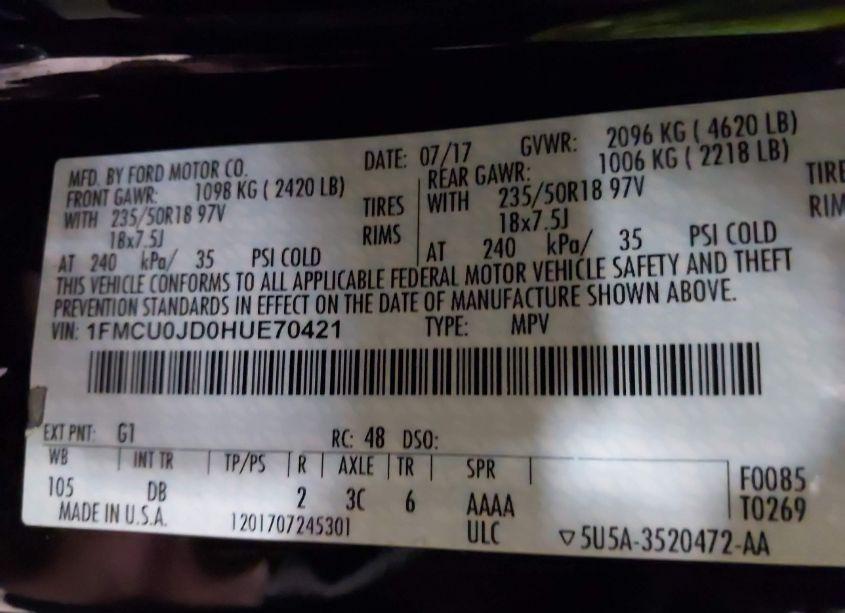 MFD. BY FORD MOTOR CO. DATE: 07/17 GVWR: 2096 KG ( 4620 LB)
FRONT GAWR: 1098 KG ( 2420 LB) REAR GAWR: 1006 KG ( 2218 LB)
WITH 235/50R18 97V TIRES WITH 235/50R18 97V TIRE
18x7.5J RIMS 18x7.5J RIM
AT 240 kPa/ 35 PSI COLD AT 240 kPa/ 35 PSI COLD
THIS VEHICLE CONFORMS TO ALL APPLICABLE FEDERAL MOTOR VEHICLE SAFETY AND THEFT
PREVENTION STANDARDS IN EFFECT ON THE DATE OF MANUFACTURE SHOWN ABOVE.
VIN: 1FMCU0JD0HUE70421 TYPE: MPV
EXT PNT: G1 RC: 48 DSO:
WB INT TR TP/PS R AXLE TR SPR F0085
105 DB 2 3C 6 AAAA T0269
MADE IN U.S.A. 1201707245301 ULC ▽5U5A-3520472-AA